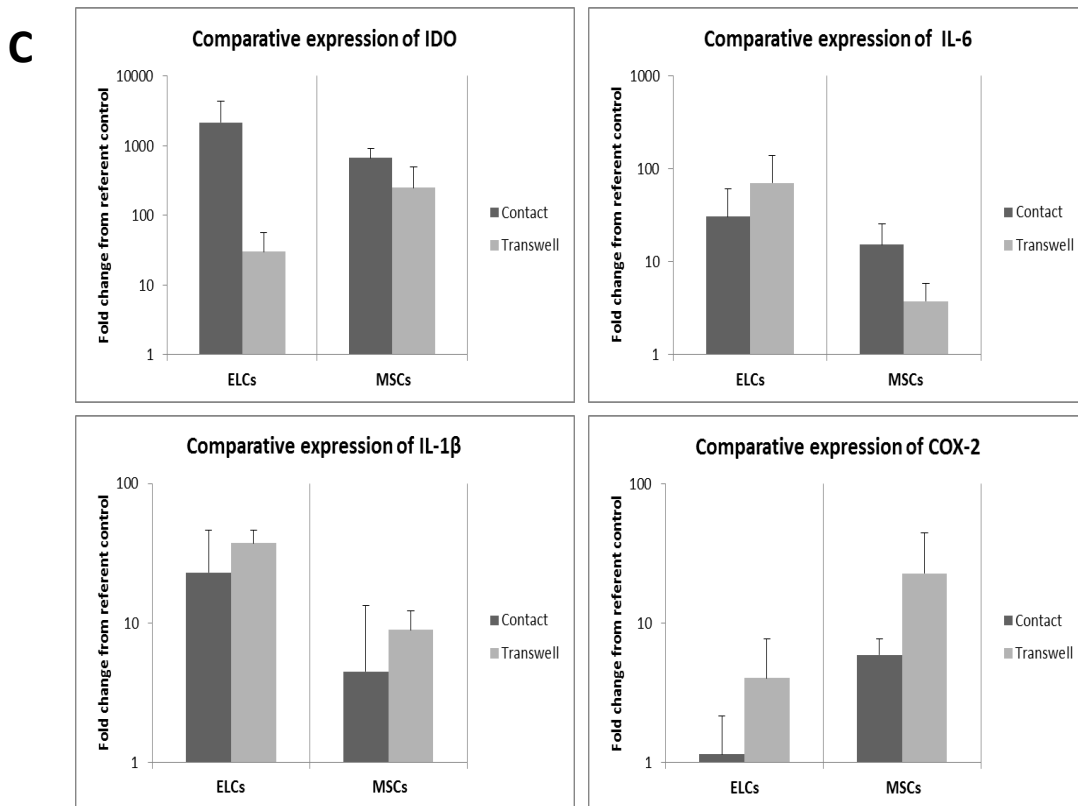 C
Comparative expression of IDO
Fold change from referent control
10000
1000
100
10
1
ELCs
MSCs
Contact
Transwell
Comparative expression of IL-6
Fold change from referent control
1000
100
10
1
ELCs
MSCs
Contact
Transwell
Comparative expression of IL-1β
Fold change from referent control
100
10
1
ELCs
MSCs
Contact
Transwell
Comparative expression of COX-2
Fold change from referent control
100
10
1
ELCs
MSCs
Contact
Transwell